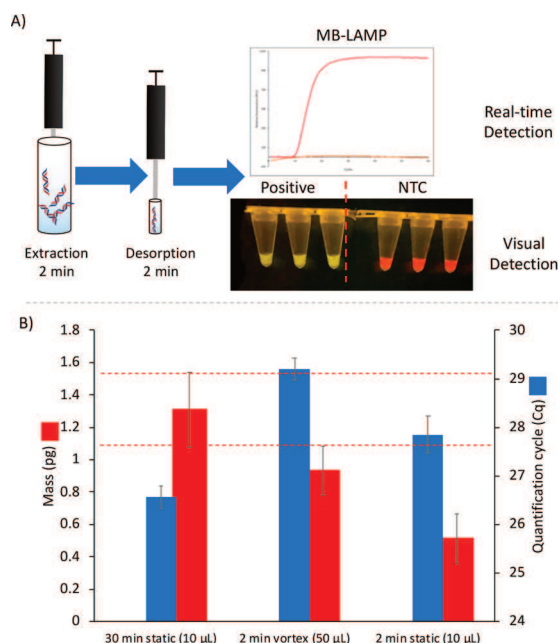 A)
MB-LAMP
Real-time
Detection
Positive
NTC
Extraction
2 min
Desorption
2 min
Visual
Detection
B)
1.8
1.6
1.4
1.2
1
0.8
0.6
0.4
0.2
0
Mass (pg)
30
29
28
27
26
25
24
Quantification cycle (Cq)
30 min static (10 µL)
2 min vortex (50 µL)
2 min static (10 µL)